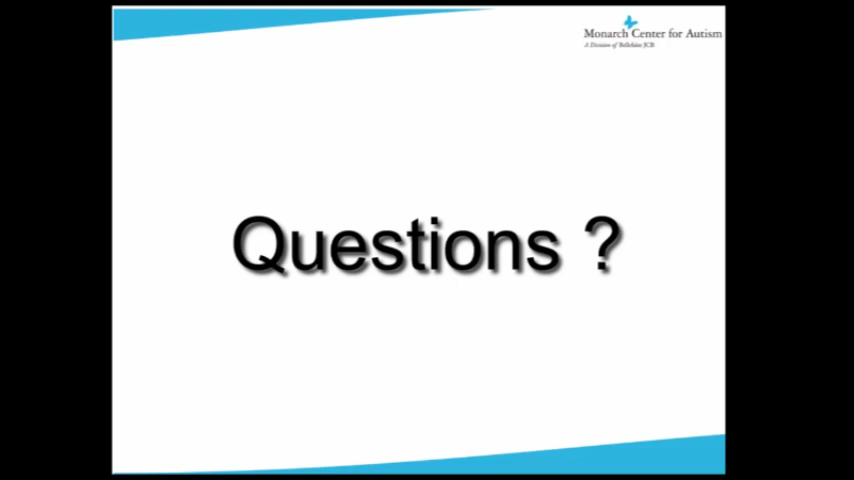 Monarch Center for Autism
A Division of Bellefaire JCB
Questions ?